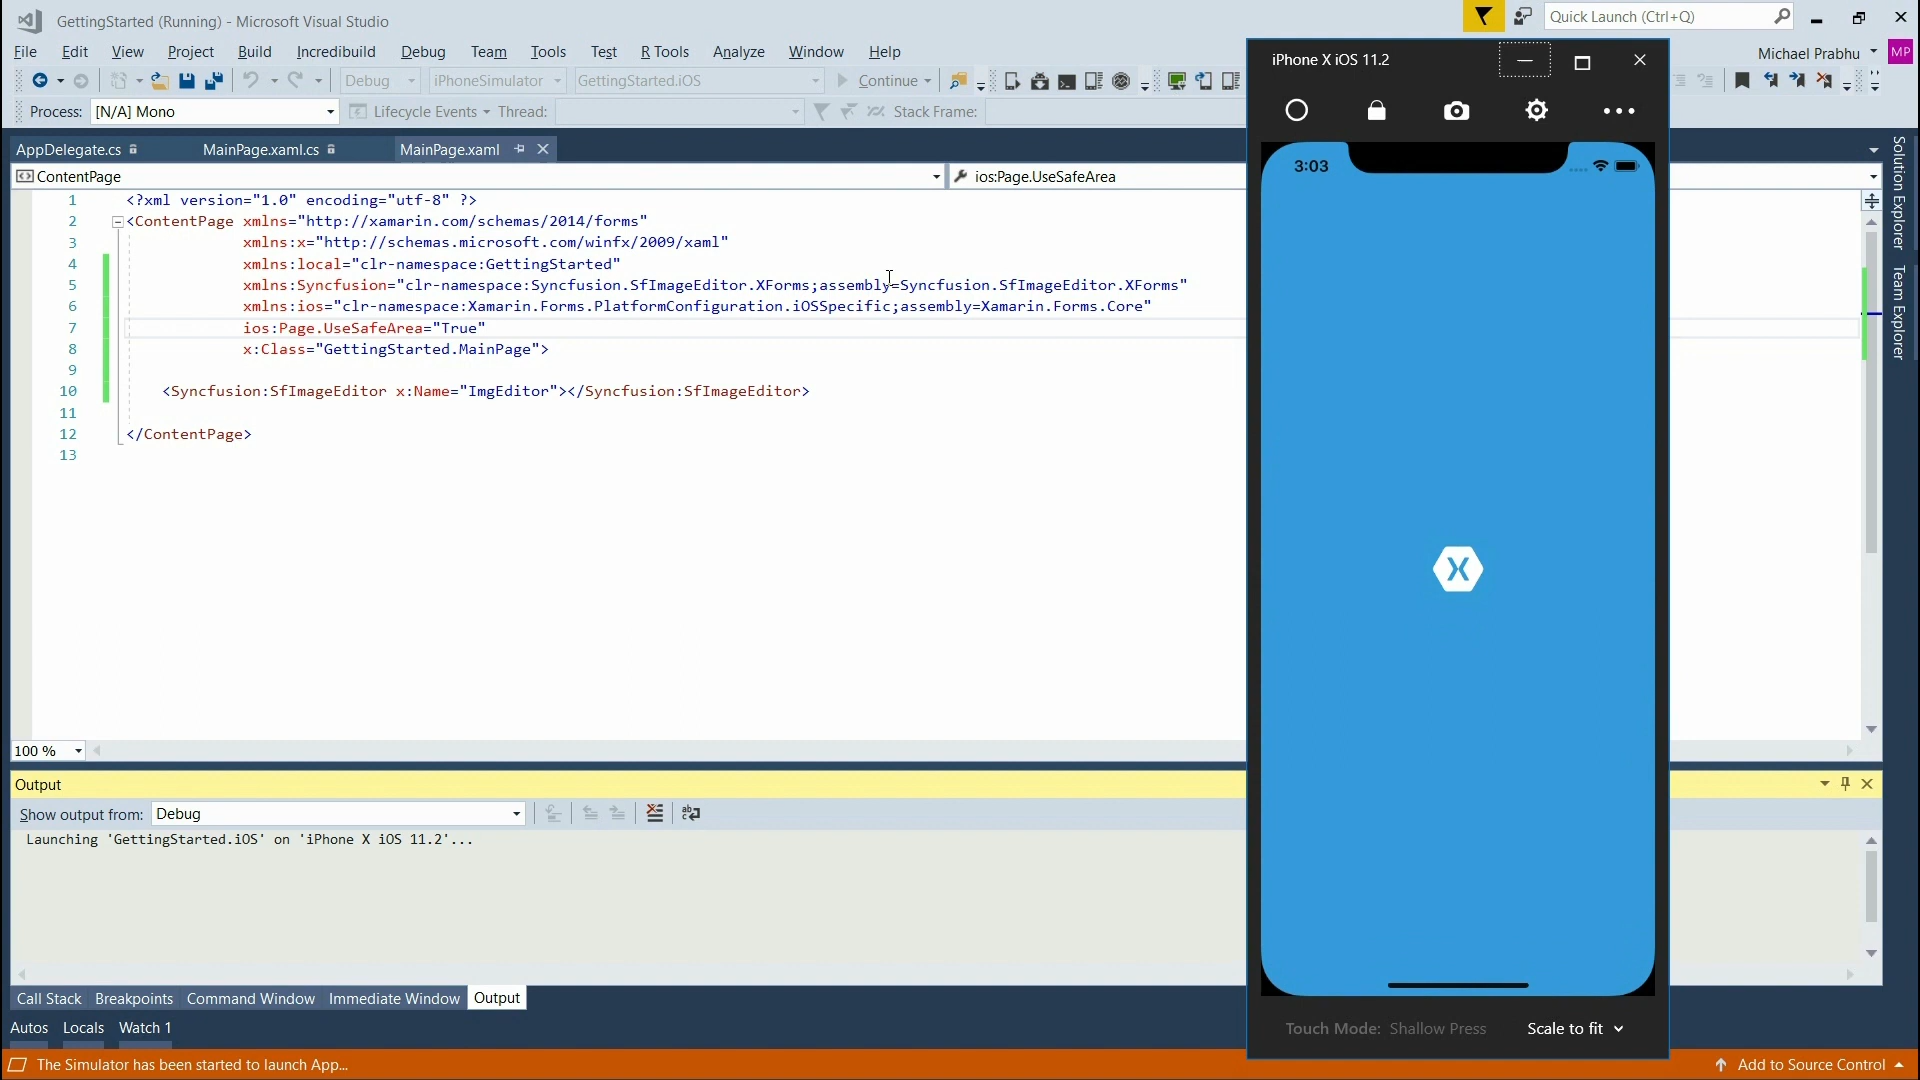 GettingStarted (Running) - Microsoft Visual Studio
Quick Launch (Ctrl+Q)
File Edit View Project Build Incredibuild Debug Team Tools Test R Tools Analyze Window Help
Michael Prabhu MP
Debug iPhoneSimulator GettingStarted.iOS Continue
Process: [N/A] Mono Lifecycle Events Thread: Stack Frame:
AppDelegate.cs MainPage.xaml.cs MainPage.xaml
ContentPage ios:Page.UseSafeArea
1 <?xml version="1.0" encoding="utf-8" ?>
2 <ContentPage xmlns="http://xamarin.com/schemas/2014/forms"
3 xmlns:x="http://schemas.microsoft.com/winfx/2009/xaml"
4 xmlns:local="clr-namespace:GettingStarted"
5 xmlns:Syncfusion="clr-namespace:Syncfusion.SfImageEditor.XForms;assembly=Syncfusion.SfImageEditor.XForms"
6 xmlns:ios="clr-namespace:Xamarin.Forms.PlatformConfiguration.iOSSpecific;assembly=Xamarin.Forms.Core"
7 ios:Page.UseSafeArea="True"
8 x:Class="GettingStarted.MainPage">
9
10 <Syncfusion:SfImageEditor x:Name="ImgEditor"></Syncfusion:SfImageEditor>
11
12 </ContentPage>
13
100 %
Output
Show output from: Debug
Launching 'GettingStarted.iOS' on 'iPhone X iOS 11.2'...
Call Stack Breakpoints Command Window Immediate Window Output
Autos Locals Watch 1
The Simulator has been started to launch App...
Add to Source Control
iPhone X iOS 11.2
3:03
Touch Mode: Shallow Press Scale to fit
Solution Explorer
Team Explorer